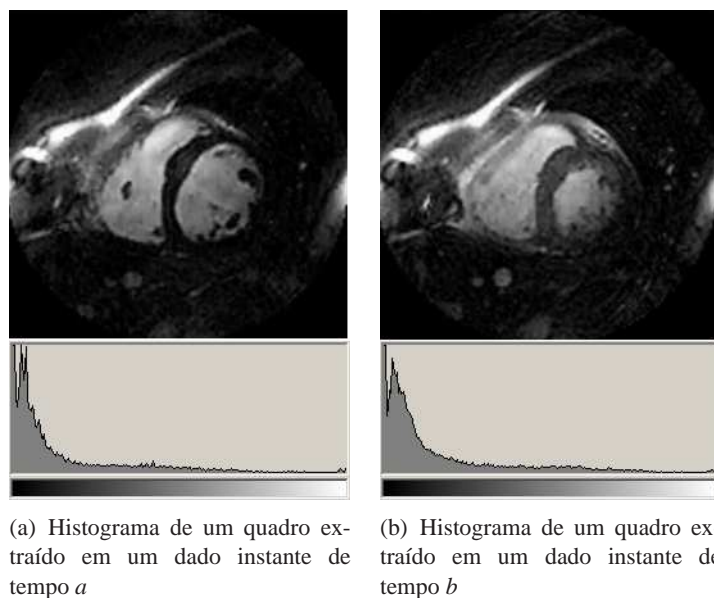 (a) Histograma de um quadro ex-
traído em um dado instante de
tempo a
(b) Histograma de um quadro ex-
traído em um dado instante de
tempo b